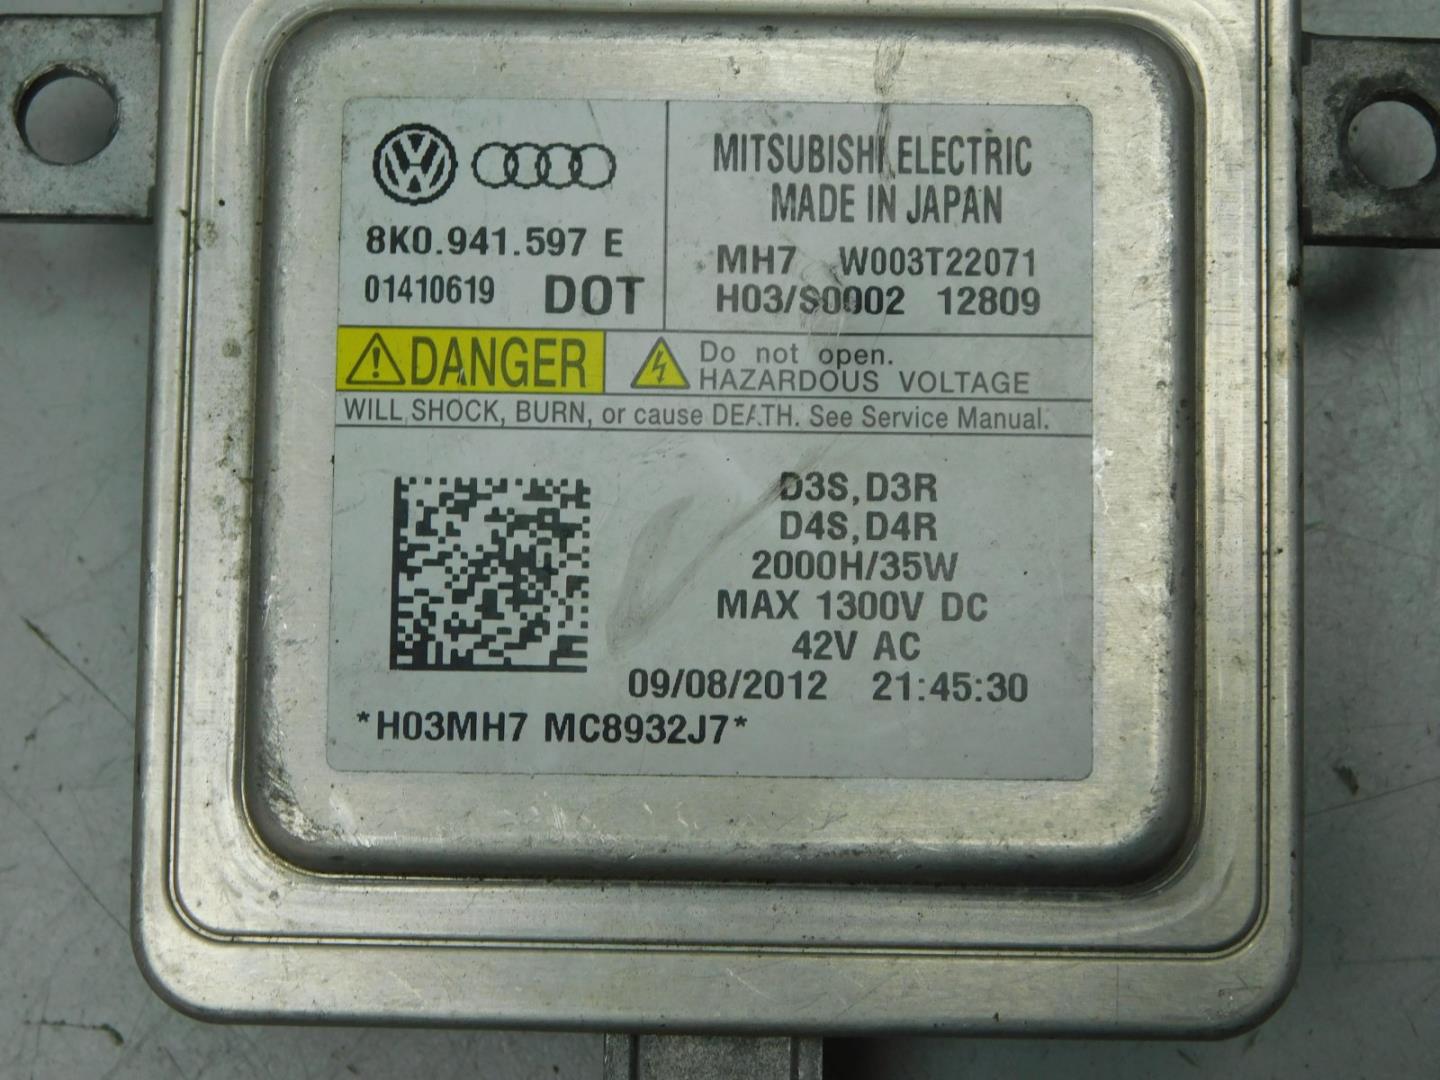 8K0.941.597 E
01410619 DOT
MITSUBISHI ELECTRIC
MADE IN JAPAN
MH7 W003T22071
H03/S0002 12809
DANGER
Do not open.
HAZARDOUS VOLTAGE
WILL SHOCK, BURN, or cause DEATH. See Service Manual.
D3S, D3R
D4S, D4R
2000H/35W
MAX 1300V DC
42V AC
09/08/2012 21:45:30
*H03MH7 MC8932J7*